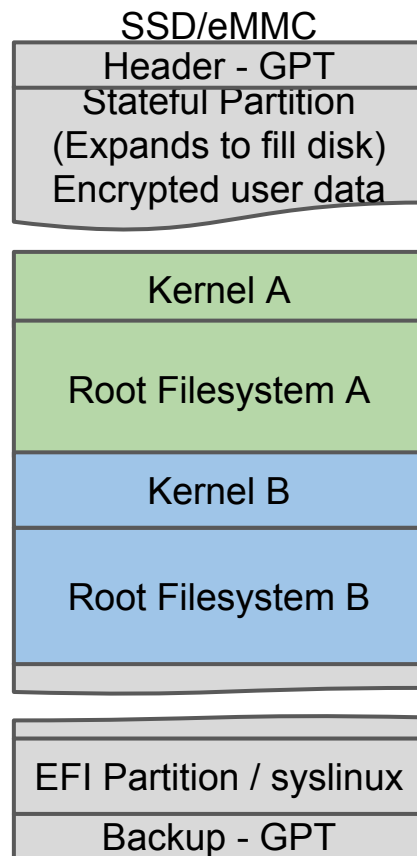 SSD/eMMC
Header - GPT
Stateful Partition
(Expands to fill disk)
Encrypted user data
Kernel A
Root Filesystem A
Kernel B
Root Filesystem B
EFI Partition / syslinux
Backup - GPT